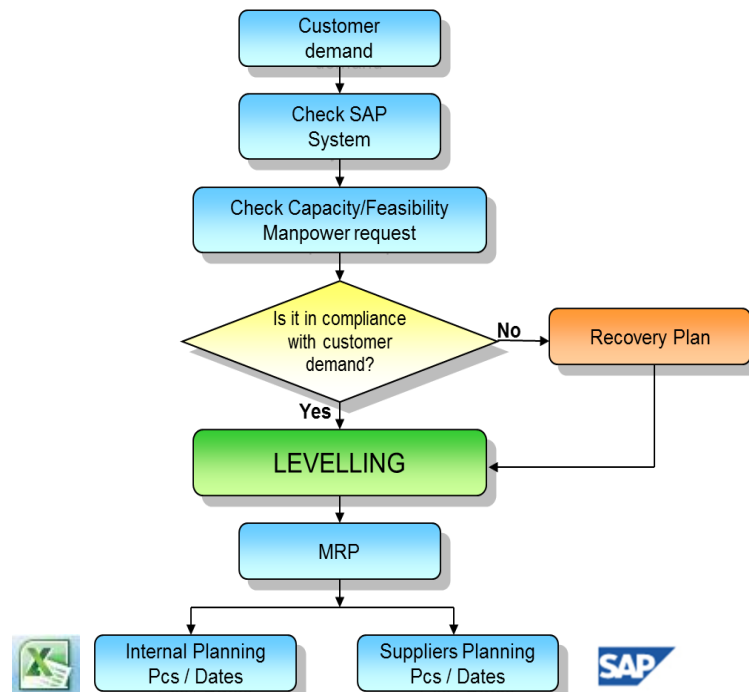 Customer
demand
Check SAP
System
Check Capacity/Feasibility
Manpower request
Is it in compliance
with customer
demand?
No
Recovery Plan
Yes
LEVELLING
MRP
Internal Planning
Pcs / Dates
Suppliers Planning
Pcs / Dates
SAP